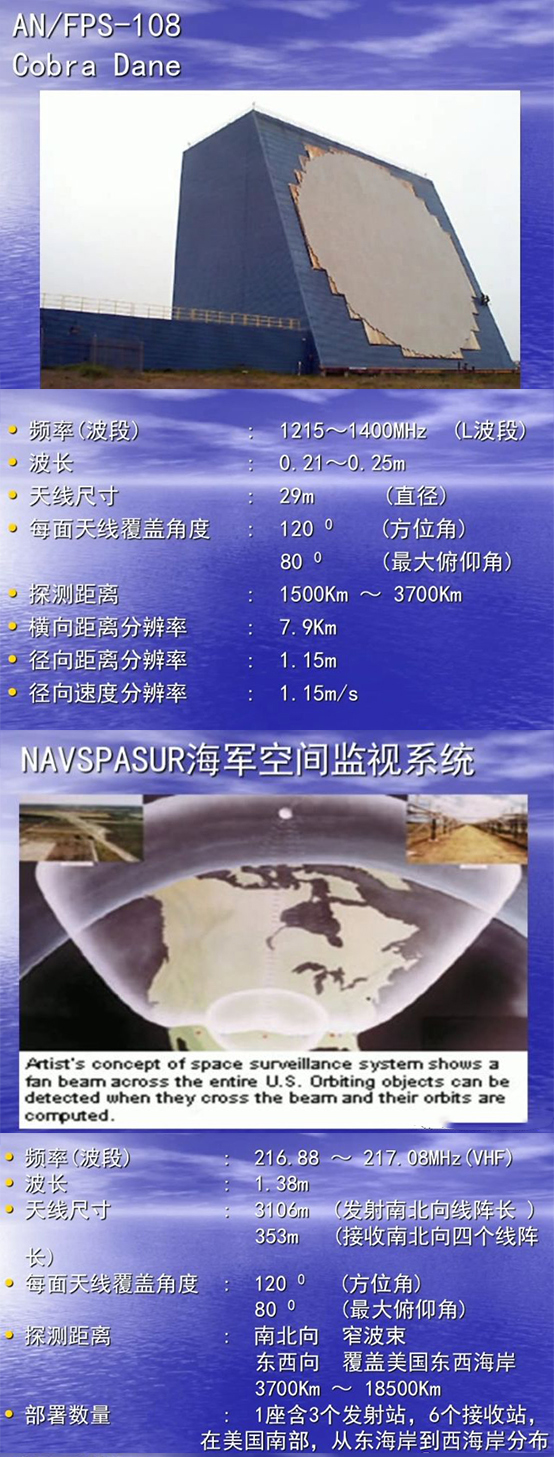 AN/FPS-108
Cobra Dane
• 频率(波段) : 1215～1400MHz (L波段)
• 波长 : 0.21～0.25m
• 天线尺寸 : 29m (直径)
• 每面天线覆盖角度 : 120 ⁰ (方位角)
80 ⁰ (最大俯仰角)
• 探测距离 : 1500Km ～ 3700Km
• 横向距离分辨率 : 7.9Km
• 径向距离分辨率 : 1.15m
• 径向速度分辨率 : 1.15m/s
NAVSPASUR海军空间监视系统
Artist's concept of space surveillance system shows a
fan beam across the entire U.S. Orbiting objects can be
detected when they cross the beam and their orbits are
computed.
• 频率(波段) : 216.88 ～ 217.08MHz(VHF)
• 波长 : 1.38m
• 天线尺寸 : 3106m (发射南北向线阵长 )
353m (接收南北向四个线阵
长)
• 每面天线覆盖角度 : 120 ⁰ (方位角)
80 ⁰ (最大俯仰角)
• 探测距离 : 南北向 窄波束
东西向 覆盖美国东西海岸
3700Km ～ 18500Km
• 部署数量 : 1座含3个发射站，6个接收站，
在美国南部，从东海岸到西海岸分布